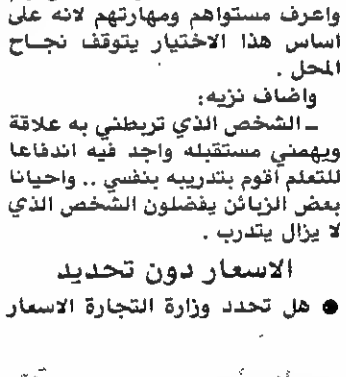 واعرف مستواهم ومهارتهم لانه على
اساس هذا الاختيار يتوقف نجاح
المحل .
واضاف نزيه:
ـ الشخص الذي تربطني به علاقة
ويهمني مستقبله واجد فيه اندفاعا
للتعلم اقوم بتدريبه بنفسي .. واحيانا
بعض الزبائن يفضلون الشخص الذي
لا يزال يتدرب .
الاسعار دون تحديد
● هل تحدد وزارة التجارة الاسعار